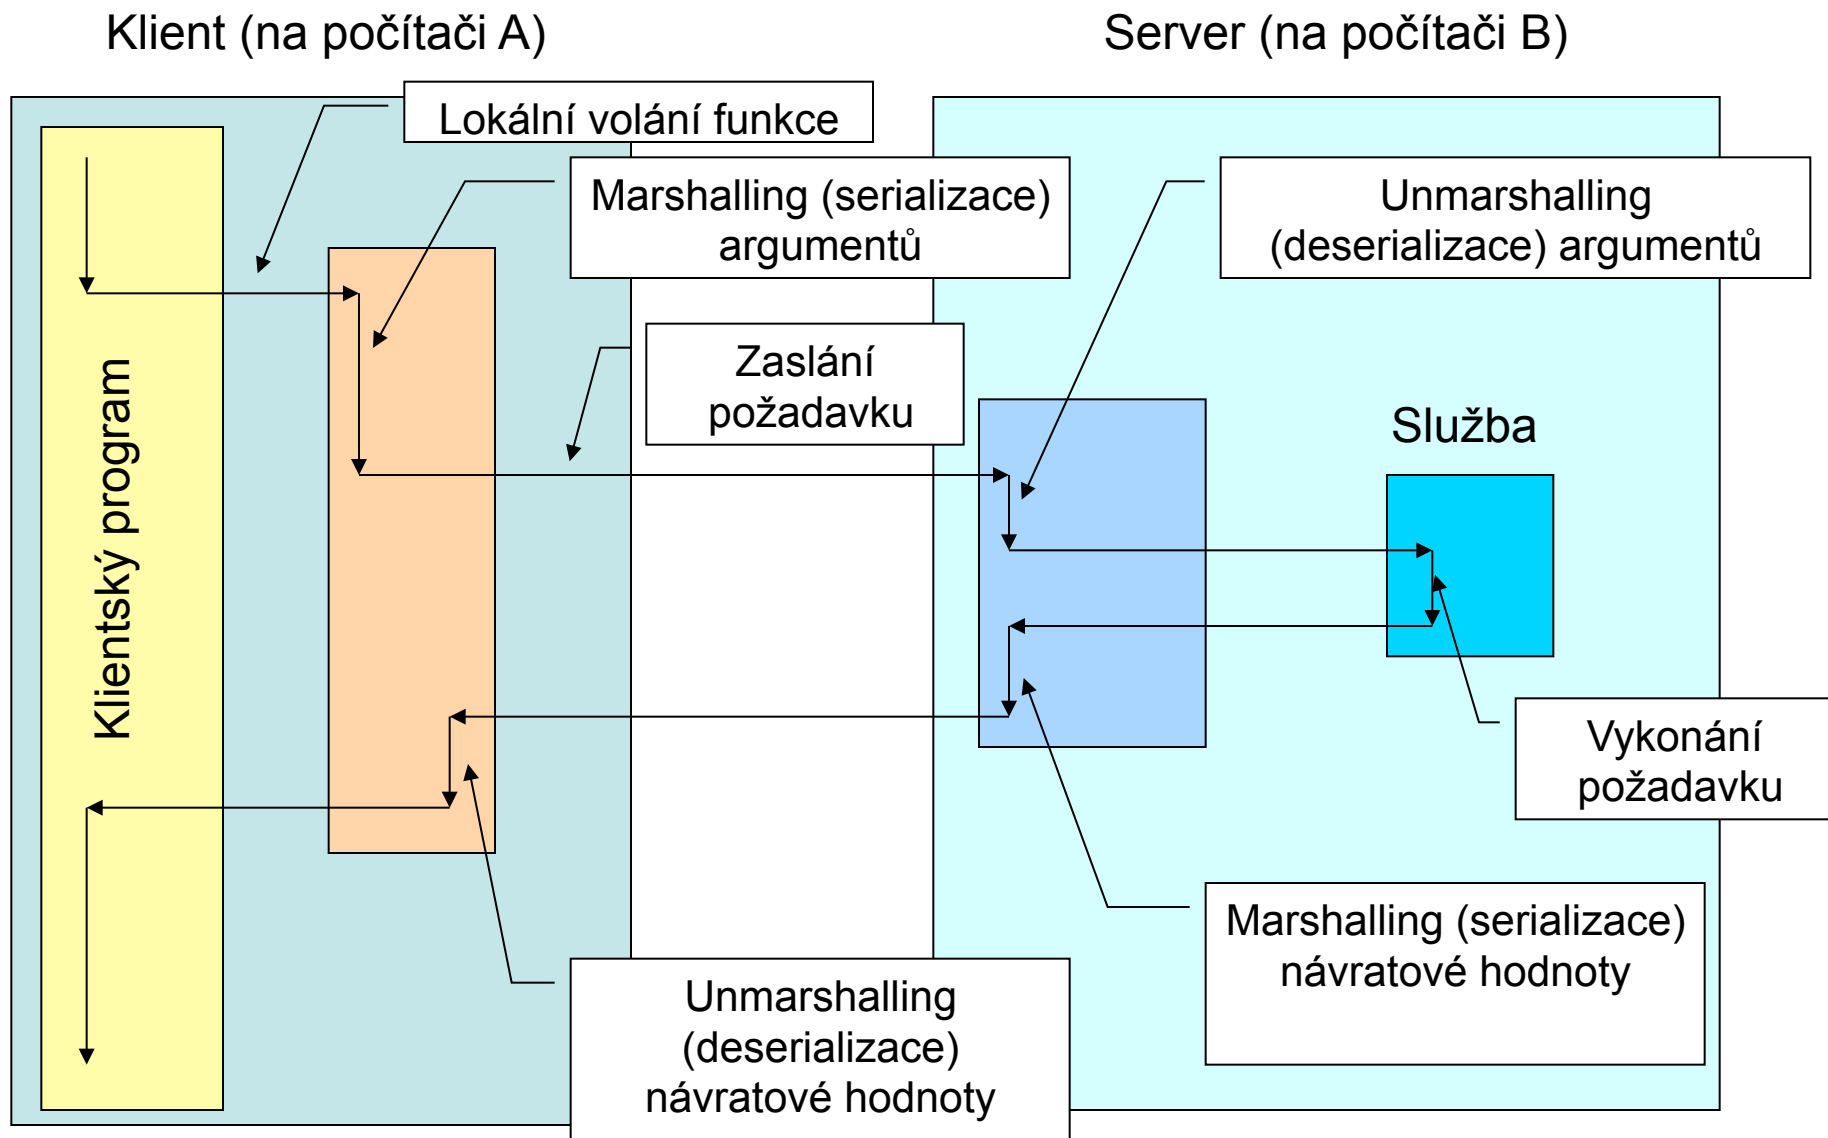 Klient (na počítači A)
Server (na počítači B)
Lokální volání funkce
Marshalling (serializace)
argumentů
Unmarshalling
(deserializace) argumentů
Zaslání
požadavku
Klientský program
Služba
Vykonání
požadavku
Marshalling (serializace)
návratové hodnoty
Unmarshalling
(deserializace)
návratové hodnoty